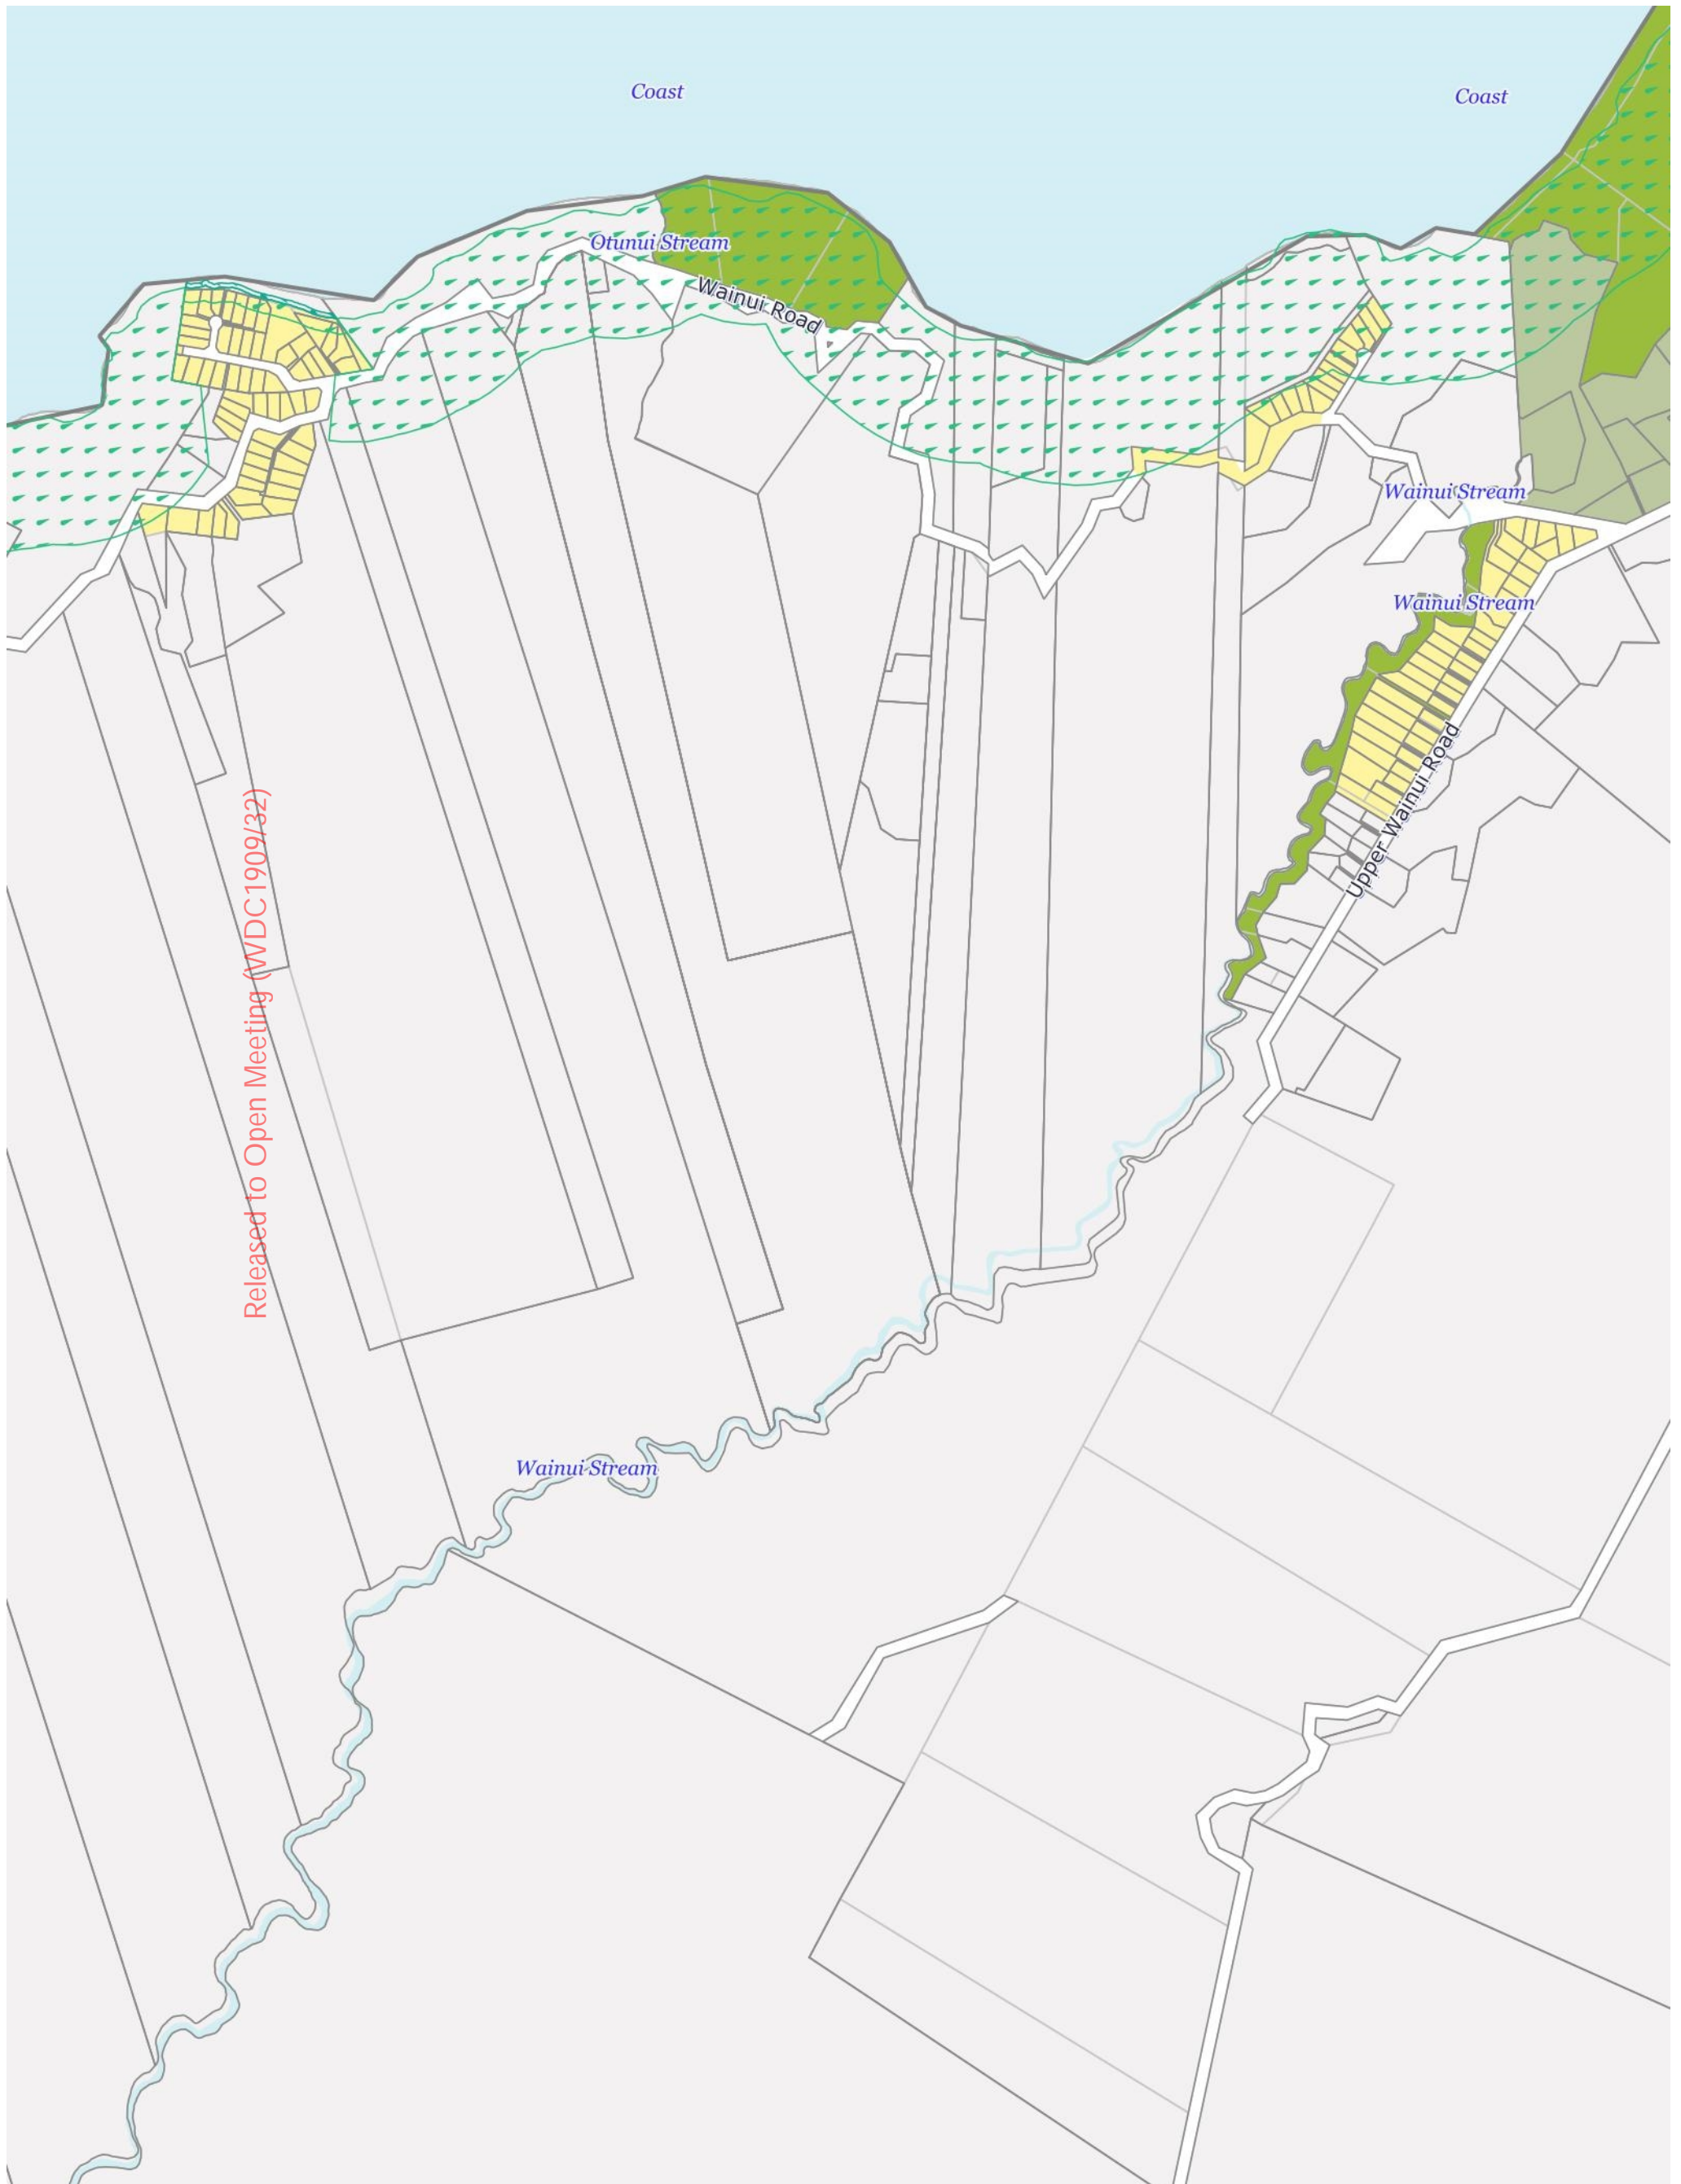 Coast
Coast
Otunui Stream
Wainui Road
Wainui Stream
Wainui Stream
Upper Wainui Road
Released to Open Meeting (WDC1909/32)
Wainui Stream